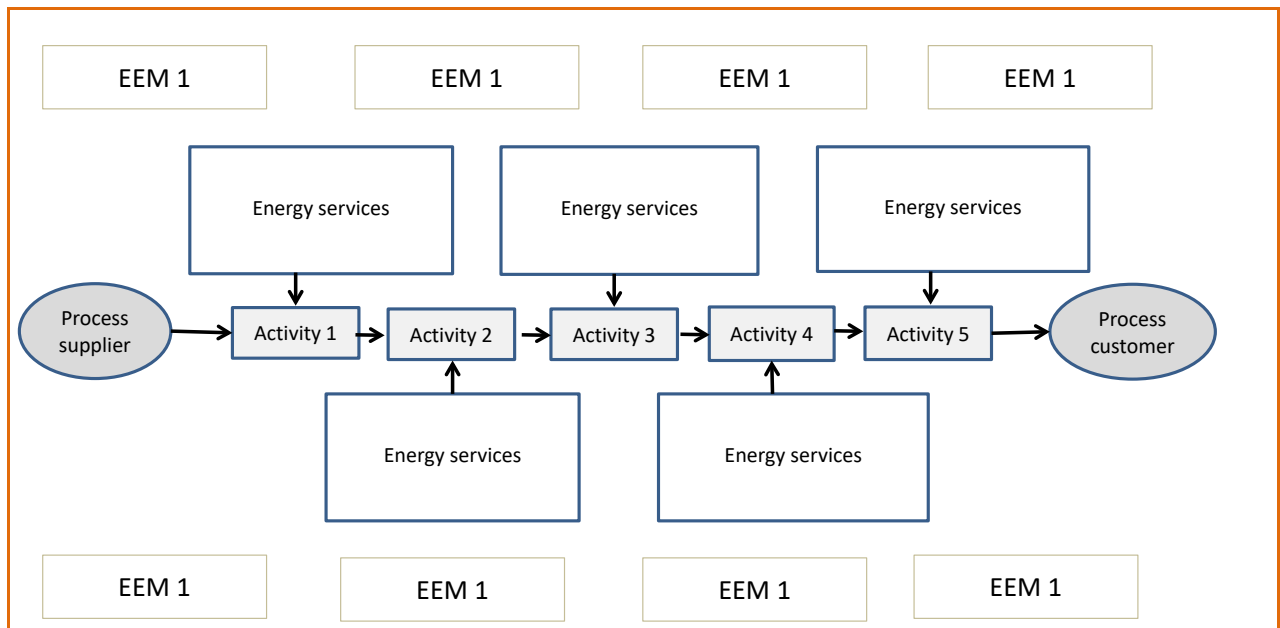 EEM 1
EEM 1
EEM 1
EEM 1
Energy services
Energy services
Energy services
Process
supplier
Activity 1
Activity 2
Activity 3
Activity 4
Activity 5
Process
customer
Energy services
Energy services
EEM 1
EEM 1
EEM 1
EEM 1